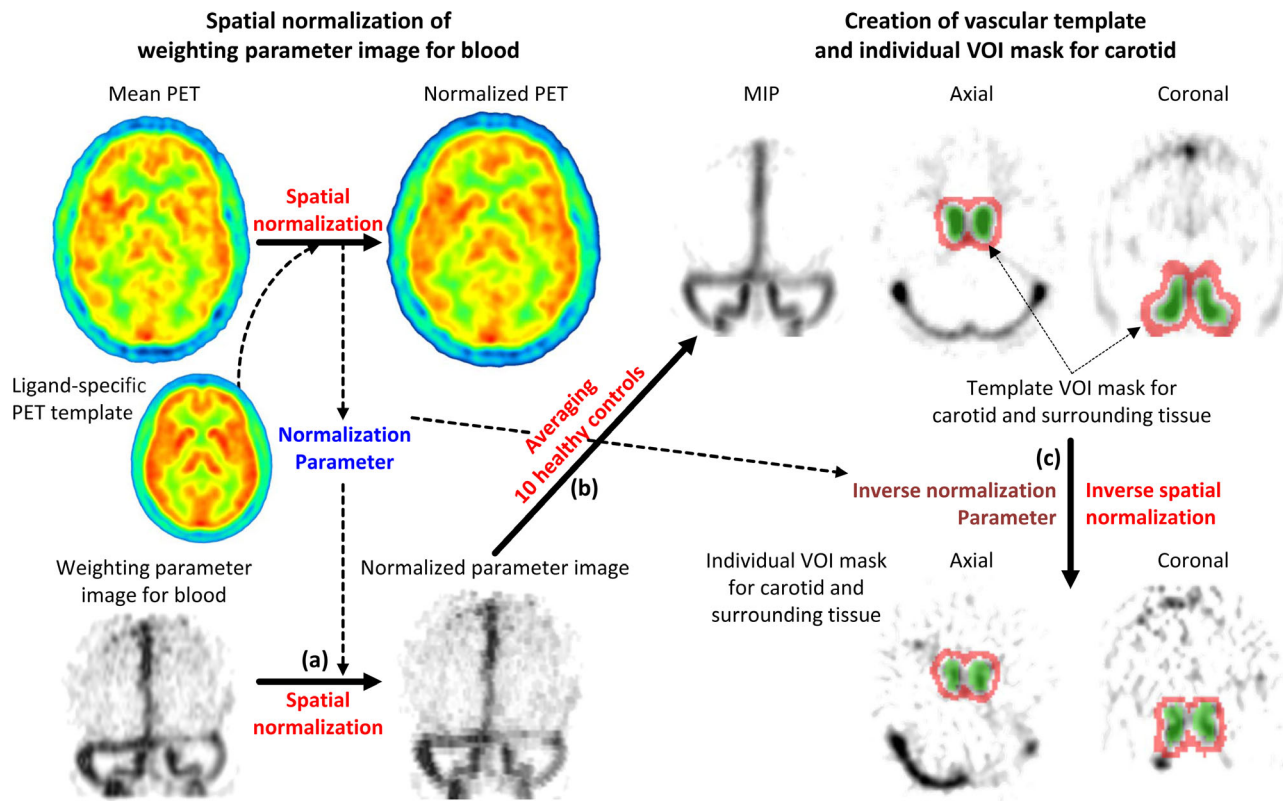 Spatial normalization of
weighting parameter image for blood
Mean PET
Normalized PET
Spatial
normalization
Ligand-specific
PET template
Normalization
Parameter
Weighting parameter
image for blood
Normalized parameter image
(a)
Spatial
normalization
Averaging
10 healthy controls
(b)
Creation of vascular template
and individual VOI mask for carotid
MIP
Axial
Coronal
Template VOI mask for
carotid and surrounding tissue
(c)
Inverse normalization
Parameter
Inverse spatial
normalization
Individual VOI mask
for carotid and
surrounding tissue
Axial
Coronal